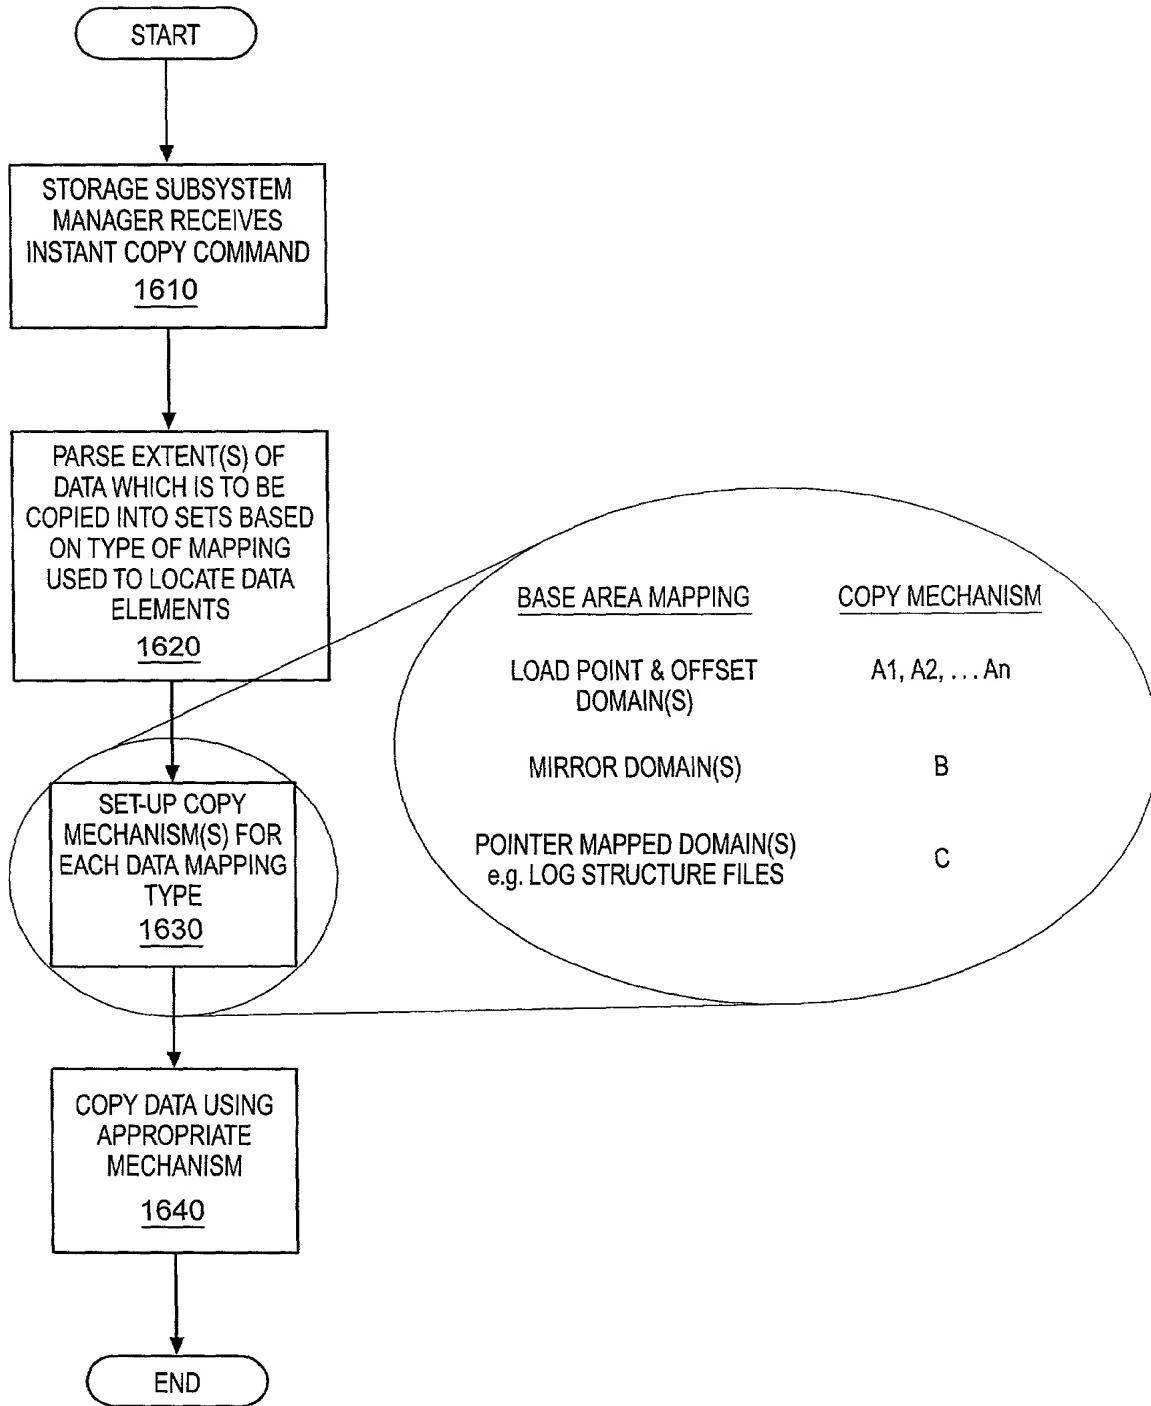 START
STORAGE SUBSYSTEM
MANAGER RECEIVES
INSTANT COPY COMMAND
1610
PARSE EXTENT(S) OF
DATA WHICH IS TO BE
COPIED INTO SETS BASED
ON TYPE OF MAPPING
USED TO LOCATE DATA
ELEMENTS
1620
SET-UP COPY
MECHANISM(S) FOR
EACH DATA MAPPING
TYPE
1630
BASE AREA MAPPING COPY MECHANISM
LOAD POINT & OFFSET A1, A2, . . . An
DOMAIN(S)
MIRROR DOMAIN(S) B
POINTER MAPPED DOMAIN(S) C
e.g. LOG STRUCTURE FILES
COPY DATA USING
APPROPRIATE
MECHANISM
1640
END